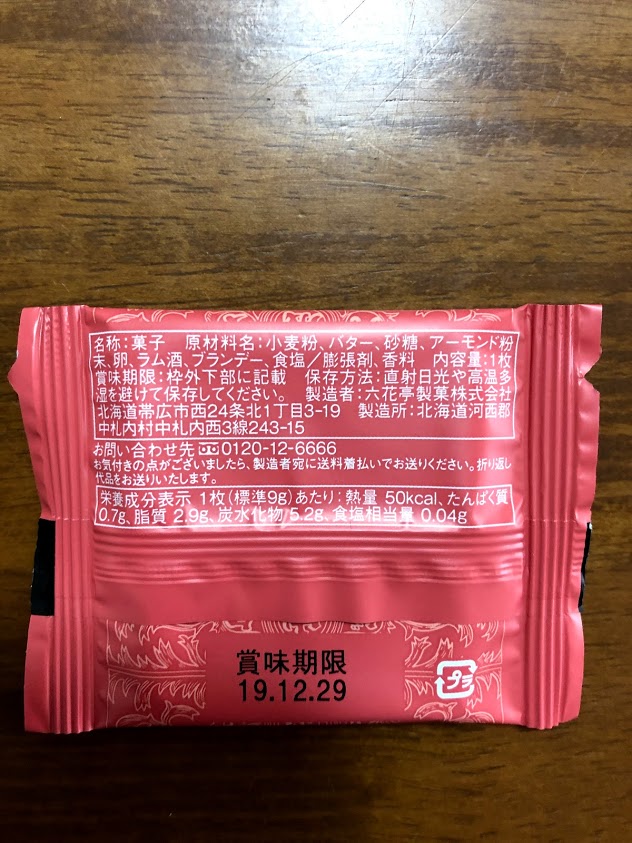 名称:菓子 原材料名:小麦粉、バター、砂糖、アーモンド粉
末、卵、ラム酒、ブランデー、食塩/膨張剤、香料 内容量:1枚
賞味期限:枠外下部に記載 保存方法:直射日光や高温多
湿を避けて保存してください。 製造者:六花亭製菓株式会社
北海道帯広市西24条北1丁目3-19 製造所:北海道河西郡
中札内村中札内西3線243-15
お問い合わせ先 0120-12-6666
お気付きの点がございましたら、製造者宛に送料着払いでお送りください。折り返し
代品をお送りいたします。
栄養成分表示 1枚(標準9g)あたり:熱量 50kcal、たんぱく質
0.7g、脂質 2.9g、炭水化物 5.2g、食塩相当量 0.04g
賞味期限
19.12.29
プラ